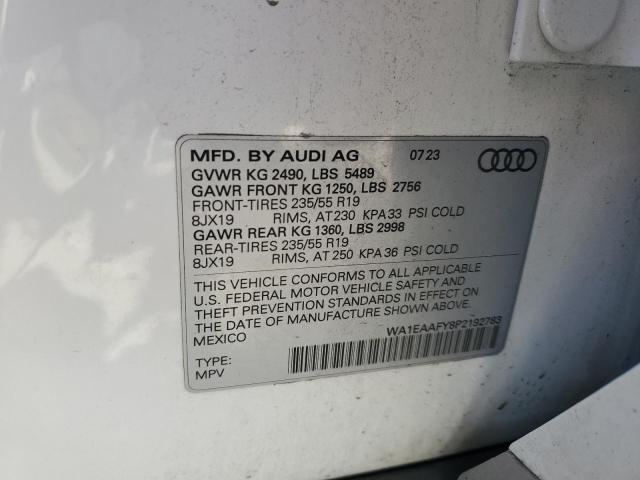 MFD. BY AUDI AG 07 23
GVWR KG 2490, LBS 5489
GAWR FRONT KG 1250, LBS 2756
FRONT-TIRES 235/55 R19
8JX19 RIMS, AT 230 KPA 33 PSI COLD
GAWR REAR KG 1360, LBS 2998
REAR-TIRES 235/55 R19
8JX19 RIMS, AT 250 KPA 36 PSI COLD
THIS VEHICLE CONFORMS TO ALL APPLICABLE
U.S. FEDERAL MOTOR VEHICLE SAFETY AND
THEFT PREVENTION STANDARDS IN EFFECT ON
THE DATE OF MANUFACTURE SHOWN ABOVE.
MEXICO WA1EAAFY8P2192783
TYPE:
MPV